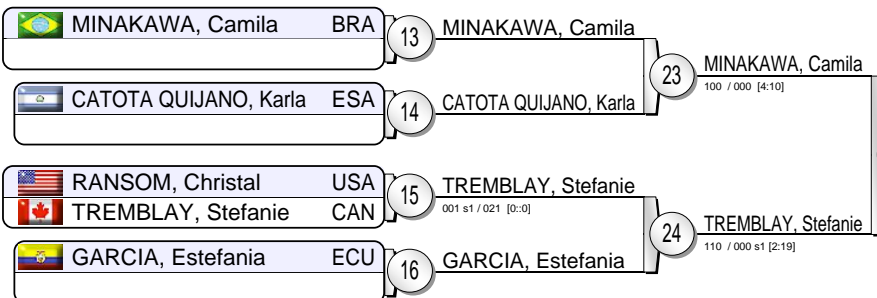 MINAKAWA, Camila BRA
13
MINAKAWA, Camila
23
MINAKAWA, Camila
100 / 000 [4:10]
CATOTA QUIJANO, Karla ESA
14
CATOTA QUIJANO, Karla
RANSOM, Christal USA
TREMBLAY, Stefanie CAN
15
TREMBLAY, Stefanie
001 s1 / 021 [0::0]
24
TREMBLAY, Stefanie
110 / 000 s1 [2:19]
GARCIA, Estefania ECU
16
GARCIA, Estefania